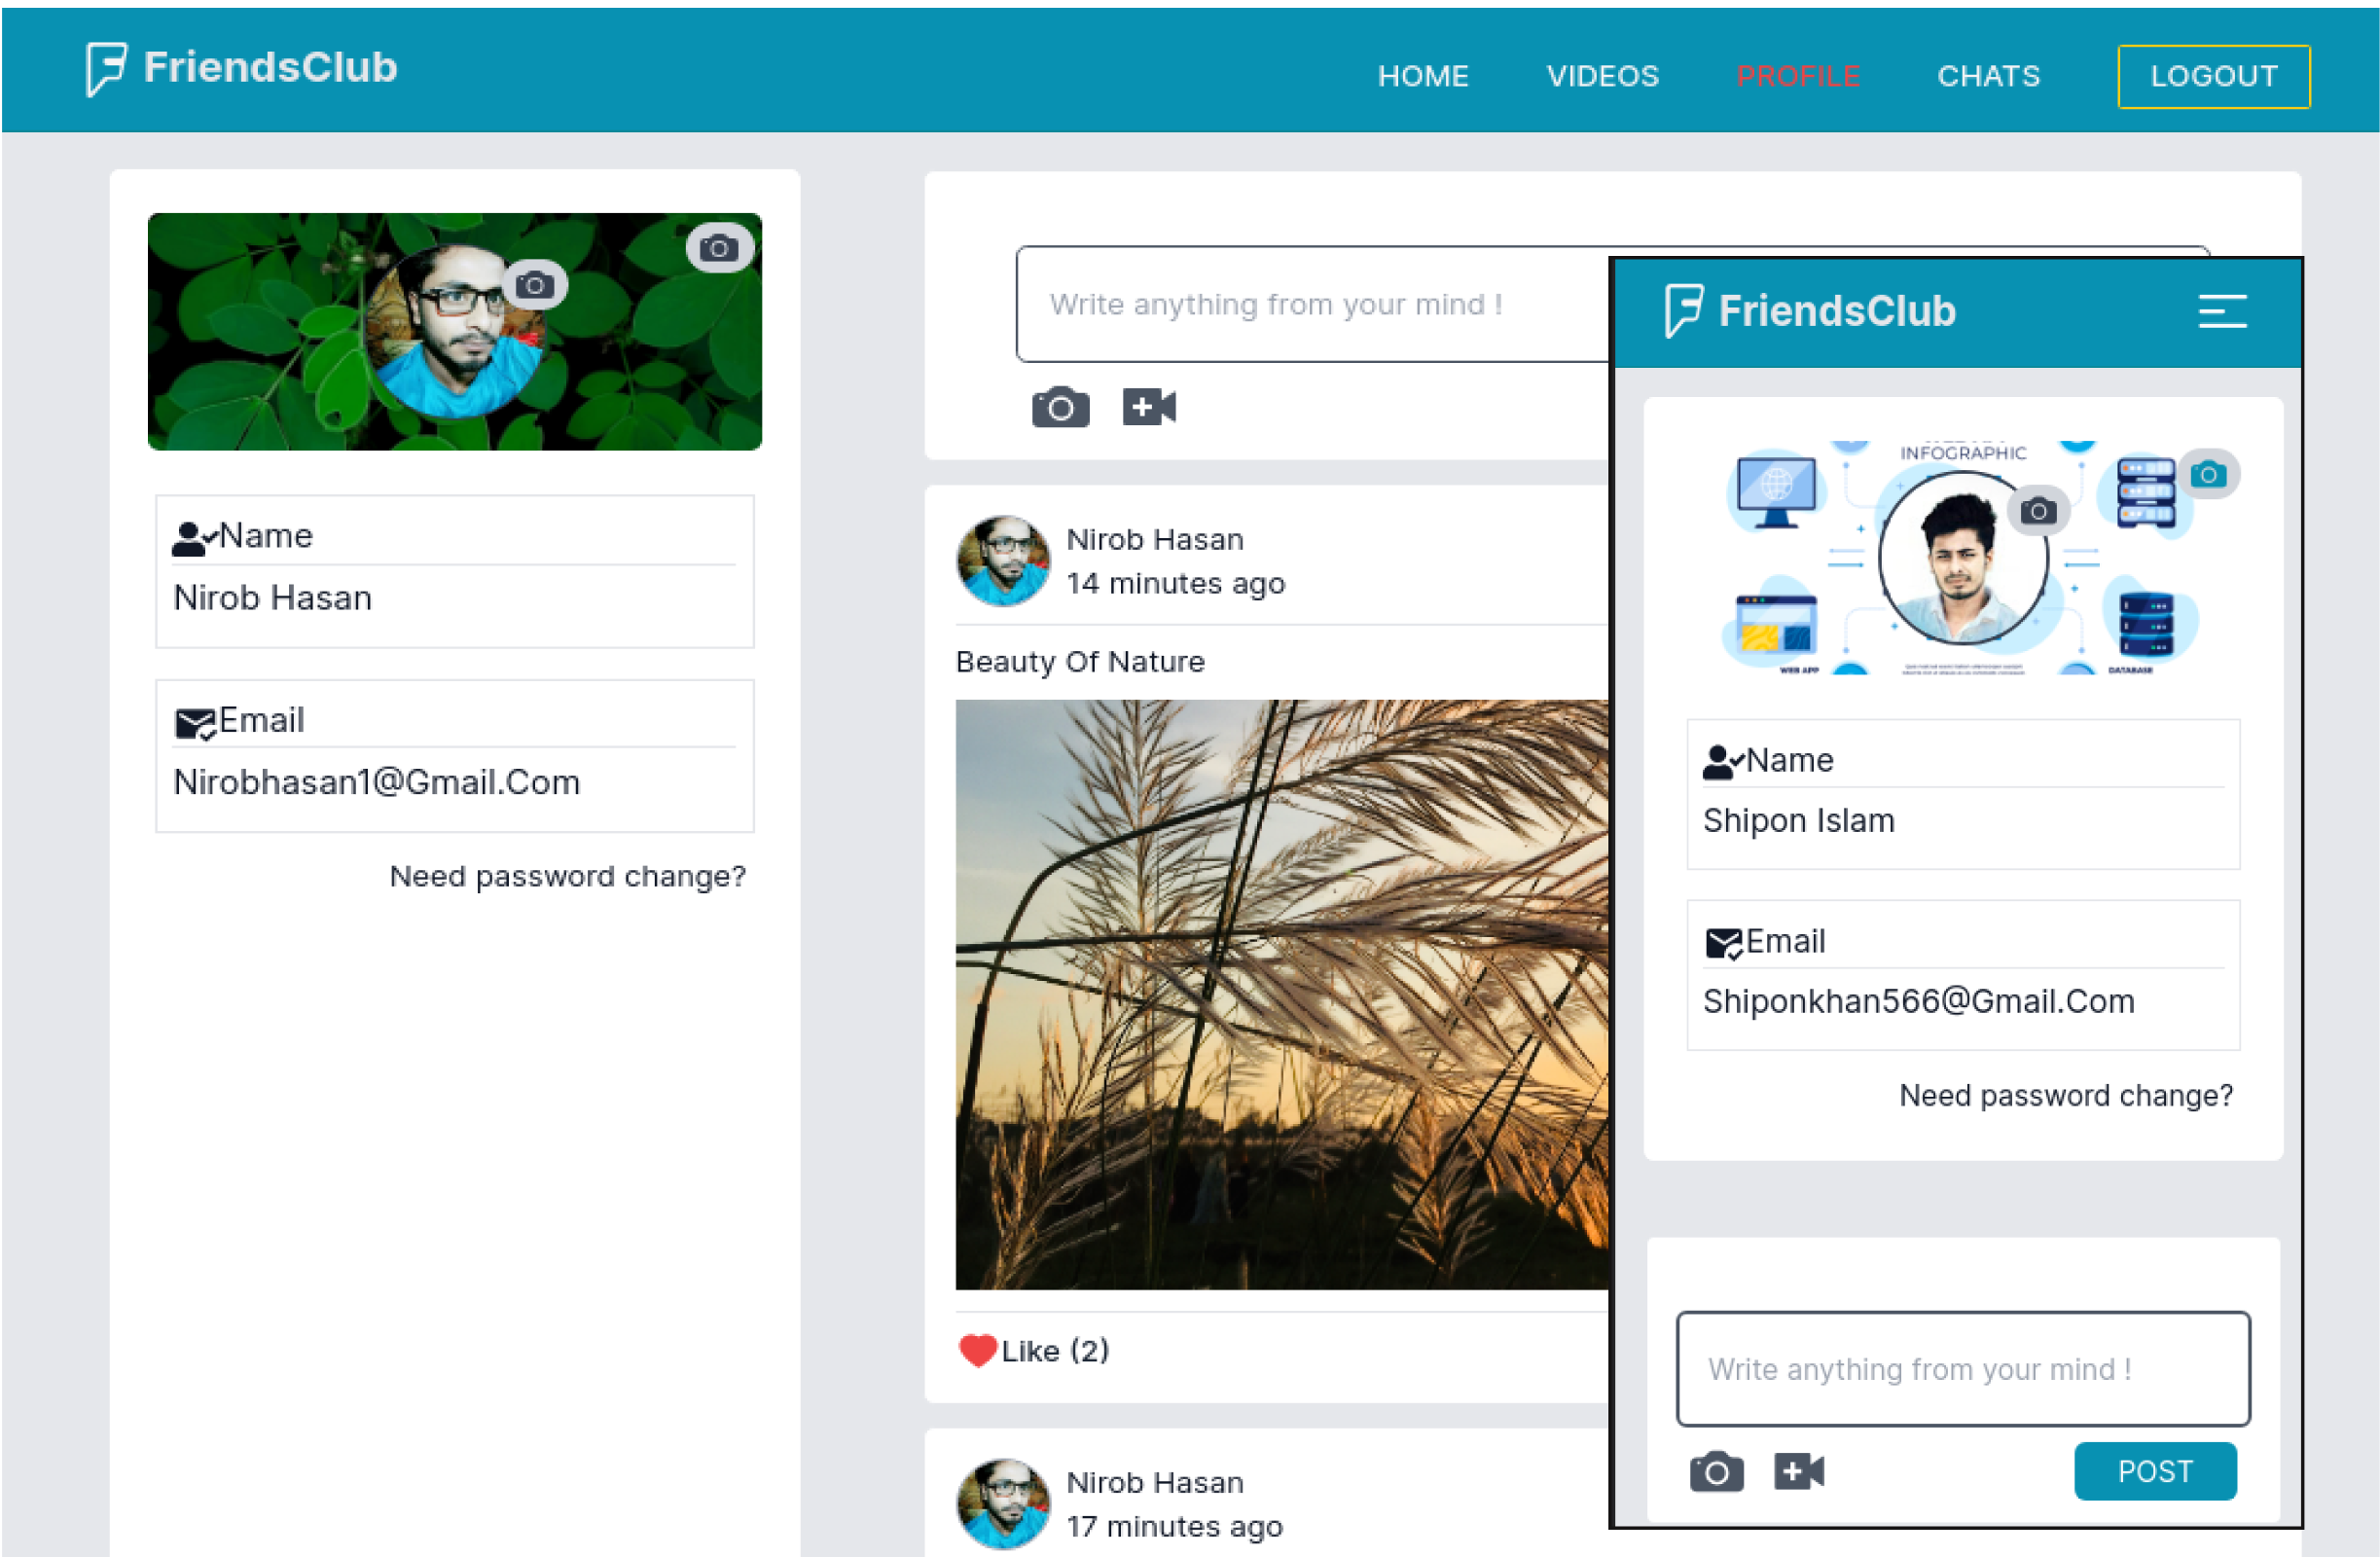 FriendsClub
HOME VIDEOS PROFILE CHATS LOGOUT
Name
Nirob Hasan
Email
Nirobhasan1@Gmail.Com
Need password change?
Write anything from your mind !
Nirob Hasan
14 minutes ago
Beauty Of Nature
Like (2)
Nirob Hasan
17 minutes ago
FriendsClub
INFOGRAPHIC
WEB APP
DATABASE
Name
Shipon Islam
Email
Shiponkhan566@Gmail.Com
Need password change?
Write anything from your mind !
POST